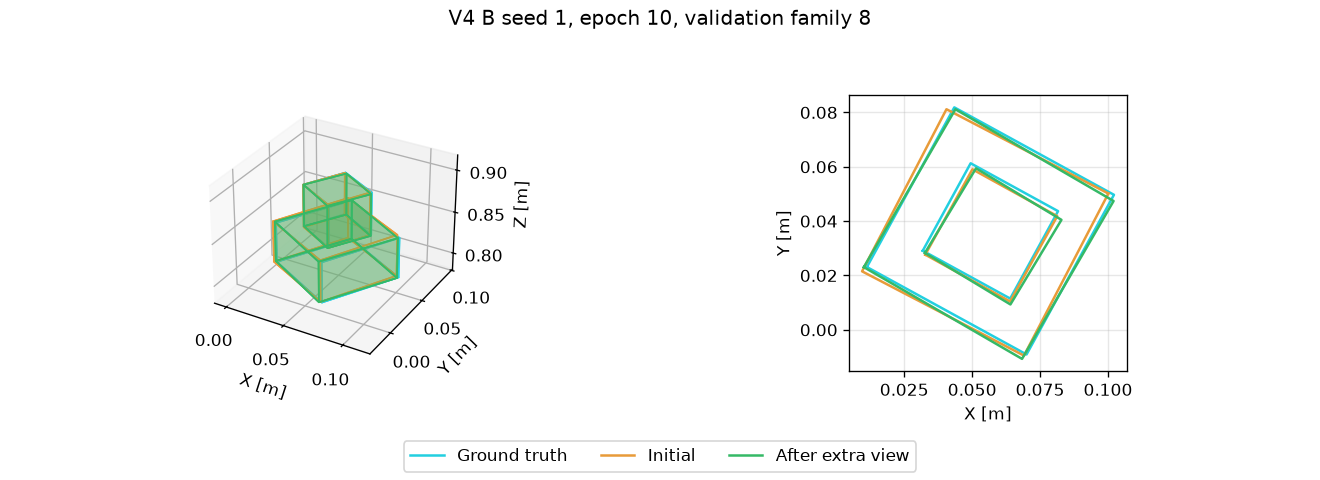 V4 B seed 1, epoch 10, validation family 8
0.90
0.85
0.80
Z [m]
0.10
0.05
0.00
Y [m]
0.00
0.05
0.10
X [m]
0.08
0.06
0.04
0.02
0.00
Y [m]
0.025 0.050 0.075 0.100
X [m]
Ground truth Initial After extra view